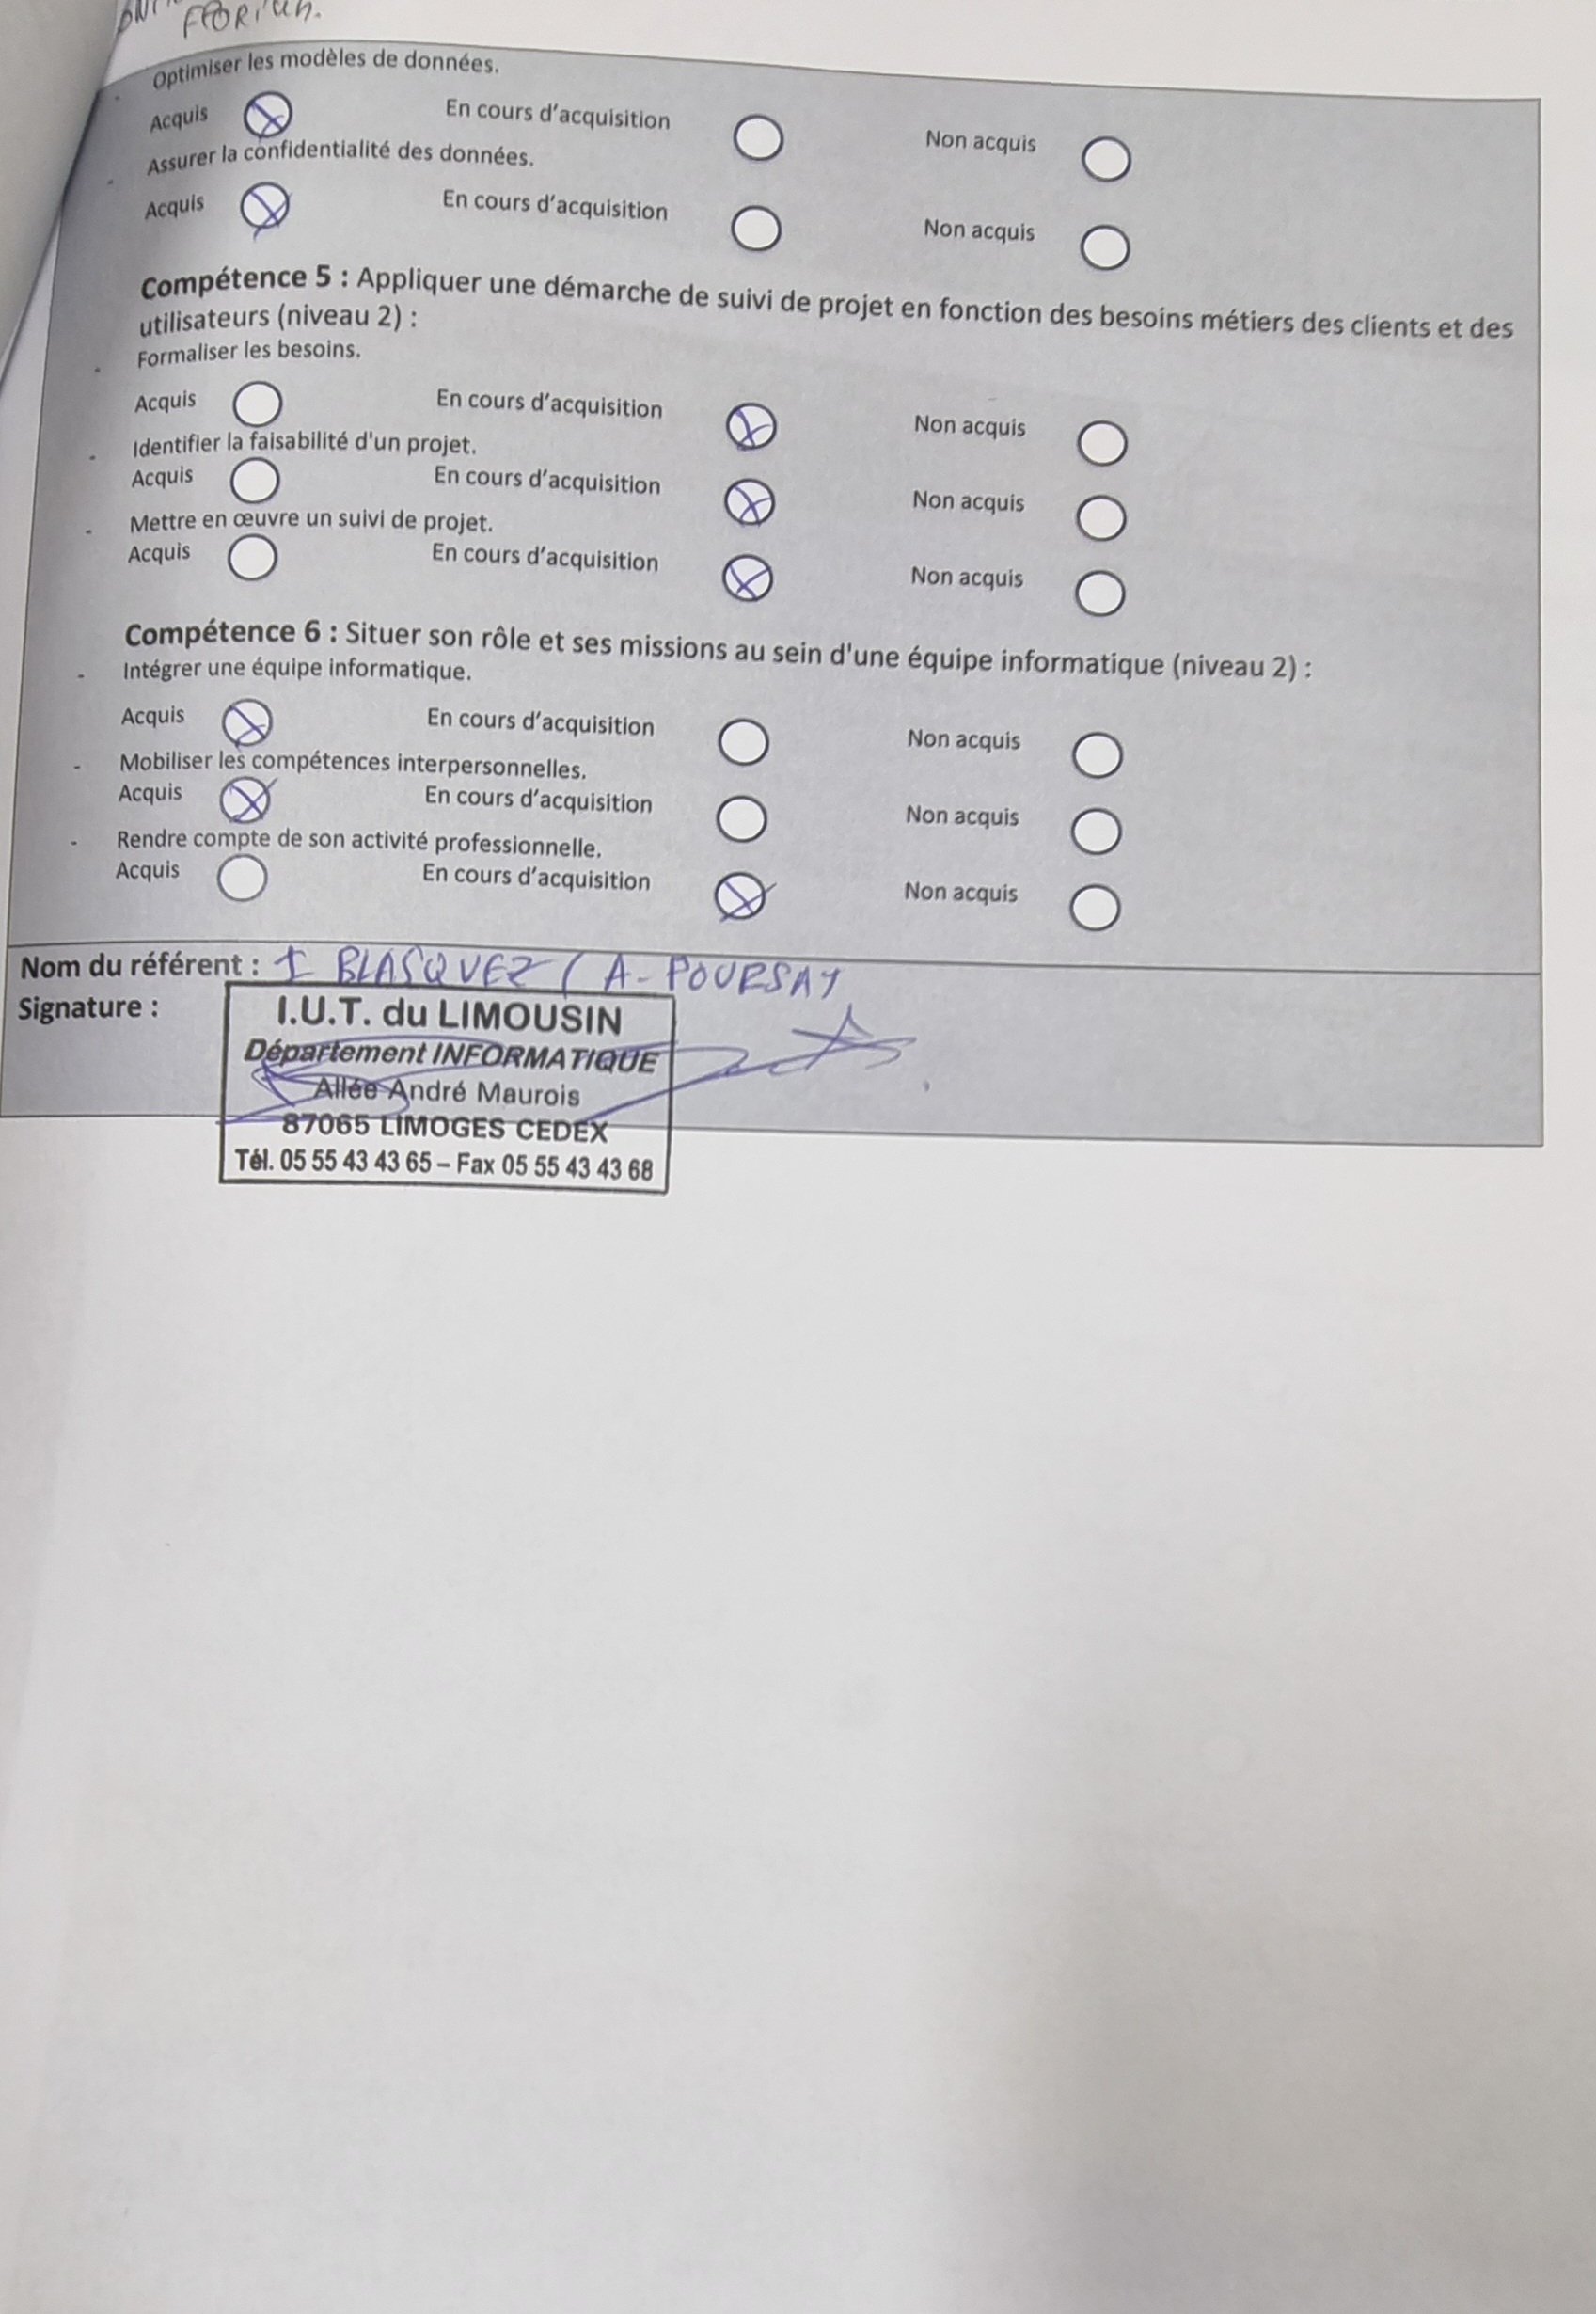 Optimiser les modèles de données.
Acquis En cours d'acquisition Non acquis
Assurer la confidentialité des données.
Acquis En cours d'acquisition Non acquis
Compétence 5 : Appliquer une démarche de suivi de projet en fonction des besoins métiers des clients et des
utilisateurs (niveau 2) :
- Formaliser les besoins.
Acquis En cours d'acquisition Non acquis
- Identifier la faisabilité d'un projet.
Acquis En cours d'acquisition Non acquis
- Mettre en œuvre un suivi de projet.
Acquis En cours d'acquisition Non acquis
Compétence 6 : Situer son rôle et ses missions au sein d'une équipe informatique (niveau 2) :
- Intégrer une équipe informatique.
Acquis En cours d'acquisition Non acquis
- Mobiliser les compétences interpersonnelles.
Acquis En cours d'acquisition Non acquis
- Rendre compte de son activité professionnelle.
Acquis En cours d'acquisition Non acquis
Nom du référent : I BLASQUEZ / A- POURSAY
Signature :
I.U.T. du LIMOUSIN
Département INFORMATIQUE
Allée André Maurois
87065 LIMOGES CEDEX
Tél. 05 55 43 43 65 – Fax 05 55 43 43 68